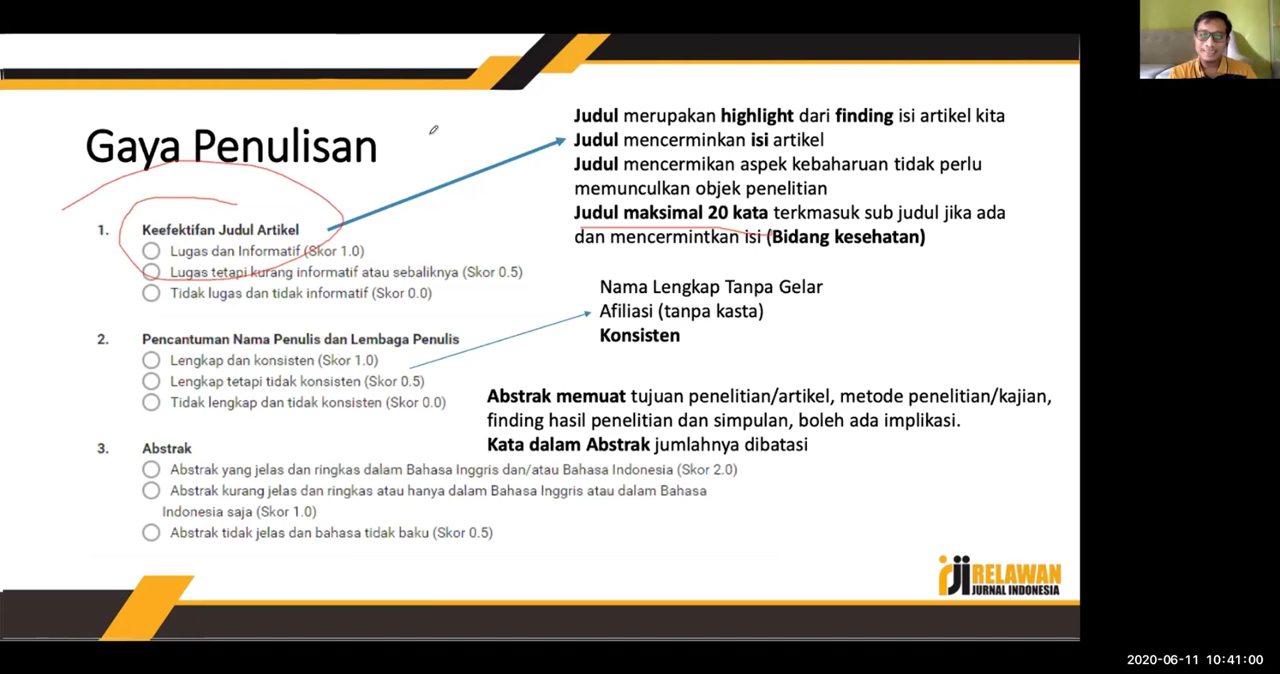 Gaya Penulisan
1. Keefektifan Judul Artikel
Lugas dan Informatif (Skor 1.0)
Lugas tetapi kurang informatif atau sebaliknya (Skor 0.5)
Tidak lugas dan tidak informatif (Skor 0.0)
Judul merupakan highlight dari finding isi artikel kita
Judul mencerminkan isi artikel
Judul mencermikan aspek kebaharuan tidak perlu
memunculkan objek penelitian
Judul maksimal 20 kata terkmasuk sub judul jika ada
dan mencermintkan isi (Bidang kesehatan)
2. Pencantuman Nama Penulis dan Lembaga Penulis
Lengkap dan konsisten (Skor 1.0)
Lengkap tetapi tidak konsisten (Skor 0.5)
Tidak lengkap dan tidak konsisten (Skor 0.0)
Nama Lengkap Tanpa Gelar
Afiliasi (tanpa kasta)
Konsisten
Abstrak memuat tujuan penelitian/artikel, metode penelitian/kajian,
finding hasil penelitian dan simpulan, boleh ada implikasi.
Kata dalam Abstrak jumlahnya dibatasi
3. Abstrak
Abstrak yang jelas dan ringkas dalam Bahasa Inggris dan/atau Bahasa Indonesia (Skor 2.0)
Abstrak kurang jelas dan ringkas atau hanya dalam Bahasa Inggris atau dalam Bahasa
Indonesia saja (Skor 1.0)
Abstrak tidak jelas dan bahasa tidak baku (Skor 0.5)
rji RELAWAN
JURNAL INDONESIA
2020-06-11 10:41:00